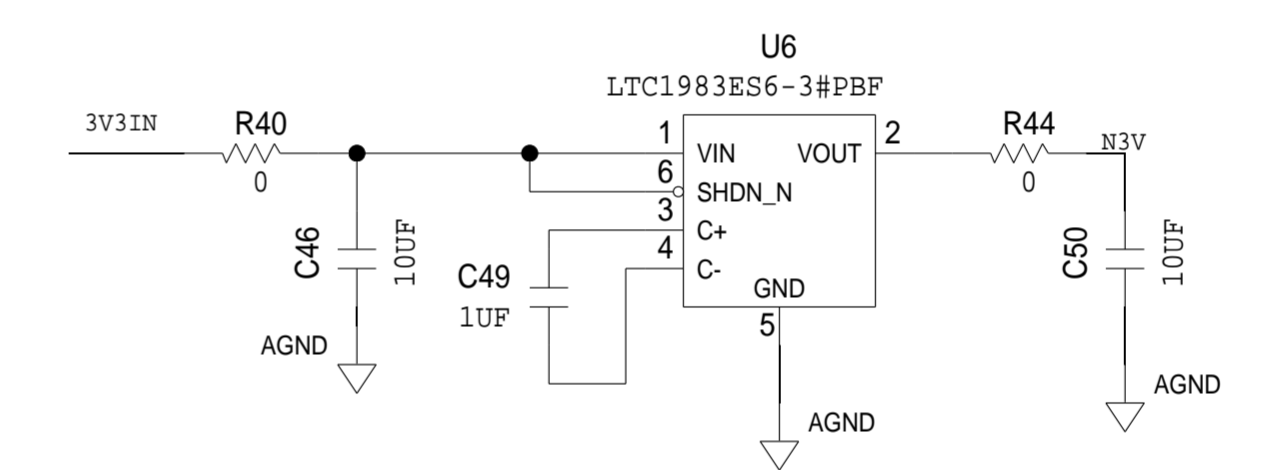 U6
LTC1983ES6-3#PBF
3V3IN
R40
0
1
VIN
VOUT
2
R44
0
N3V
6
SHDN_N
3
C+
4
C-
GND
5
C46
10UF
C49
1UF
C50
10UF
AGND
AGND
AGND